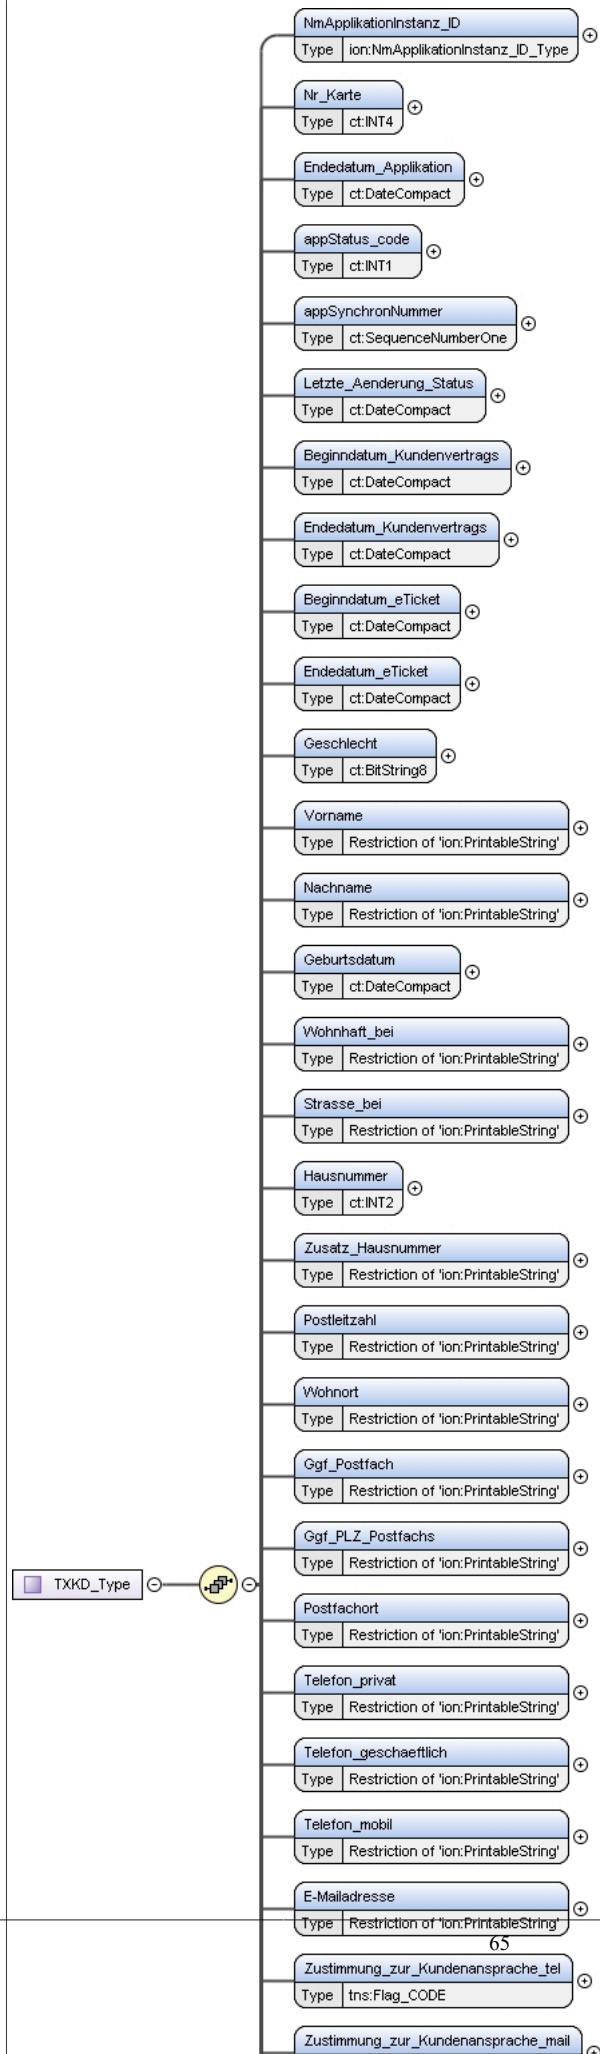 NmApplikationInstanz_ID
Type ion:NmApplikationInstanz_ID_Type
Nr_Karte
Type ct:INT4
Endedatum_Applikation
Type ct:DateCompact
appStatus_code
Type ct:INT1
appSynchronNummer
Type ct:SequenceNumberOne
Letzte_Aenderung_Status
Type ct:DateCompact
Beginndatum_Kundenvertrags
Type ct:DateCompact
Endedatum_Kundenvertrags
Type ct:DateCompact
Beginndatum_eTicket
Type ct:DateCompact
Endedatum_eTicket
Type ct:DateCompact
Geschlecht
Type ct:BitString8
Vorname
Type Restriction of 'ion:PrintableString'
Nachname
Type Restriction of 'ion:PrintableString'
Geburtsdatum
Type ct:DateCompact
Wohnhaft_bei
Type Restriction of 'ion:PrintableString'
Strasse_bei
Type Restriction of 'ion:PrintableString'
Hausnummer
Type ct:INT2
Zusatz_Hausnummer
Type Restriction of 'ion:PrintableString'
Postleitzahl
Type Restriction of 'ion:PrintableString'
Wohnort
Type Restriction of 'ion:PrintableString'
Ggf_Postfach
Type Restriction of 'ion:PrintableString'
Ggf_PLZ_Postfachs
Type Restriction of 'ion:PrintableString'
TXKD_Type
Postfachort
Type Restriction of 'ion:PrintableString'
Telefon_privat
Type Restriction of 'ion:PrintableString'
Telefon_geschaeftlich
Type Restriction of 'ion:PrintableString'
Telefon_mobil
Type Restriction of 'ion:PrintableString'
E-Mailadresse
Type Restriction of 'ion:PrintableString'
65
Zustimmung_zur_Kundenansprache_tel
Type tns:Flag_CODE
Zustimmung_zur_Kundenansprache_mail